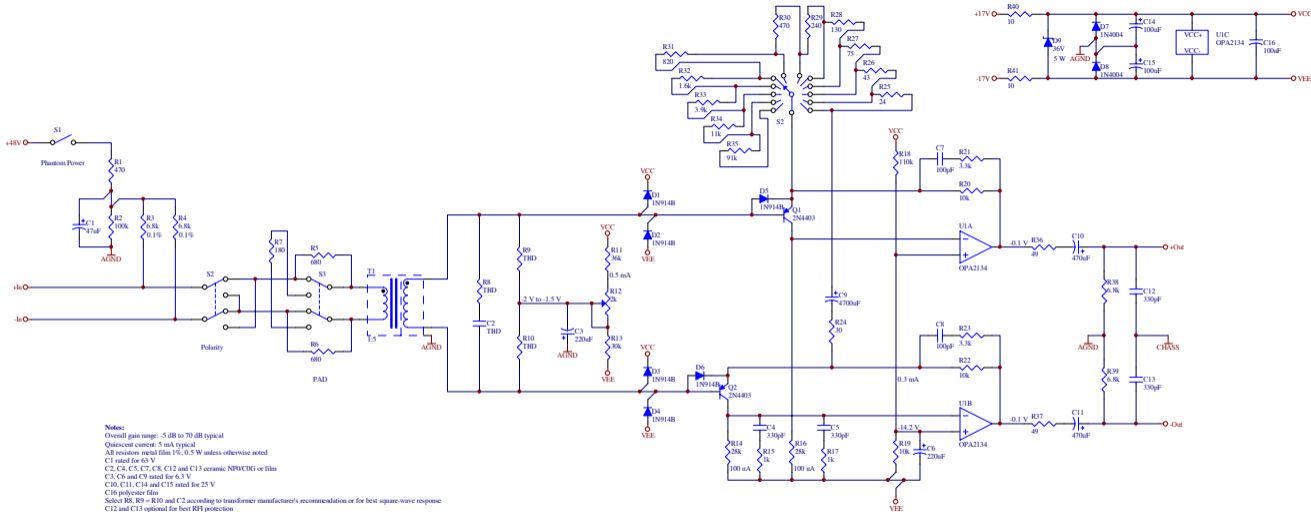 R30
470
R29
240
R28
130
R27
75
R26
43
R25
24
R31
820
R32
1.6k
R33
3.9k
R34
11k
R35
91k
S2
+17V
R40
10
-17V
R41
10
D9
36V
5 W
D7
1N4004
AGND
D8
1N4004
C14
100uF
C15
100uF
VCC+
VCC-
U1C
OPA2134
C16
100uF
VCC
VEE
+48V
S1
Phantom Power
R1
470
C1
47uF
R2
100k
R3
6.8k
0.1%
R4
6.8k
0.1%
AGND
+In
-In
S2
Polarity
R7
180
R5
680
S3
R6
680
PAD
T1
1:5
AGND
R8
TBD
C2
TBD
R9
TBD
R10
TBD
-2 V to -1.5 V
C3
220uF
AGND
VCC
R11
36k
0.5 mA
R12
2k
R13
30k
VEE
VCC
D1
1N914B
D2
1N914B
VEE
VCC
D3
1N914B
D4
1N914B
VEE
D5
1N914B
Q1
2N4403
D6
1N914B
Q2
2N4403
C9
4700uF
R24
30
VCC
R18
110k
C7
100pF
R21
3.3k
R20
10k
U1A
OPA2134
-0.1 V
R36
49
C10
470uF
+Out
R38
6.8k
C12
330pF
AGND
CHASS
R39
6.8k
C13
330pF
C8
100pF
R23
3.3k
R22
10k
0.3 mA
U1B
OPA2134
-0.1 V
R37
49
C11
470uF
-Out
R14
28k
100 uA
C4
330pF
R15
1k
R16
28k
100 uA
C5
330pF
R17
1k
-14.2 V
R19
10k
C6
220uF
VEE
Notes:
Overall gain range: -5 dB to 70 dB typical
Quiescent current: 5 mA typical
All resistors metal film 1%, 0.5 W unless otherwise noted
C1 rated for 63 V
C2, C4, C5, C7, C8, C12 and C13 ceramic NP0/C0G or film
C3, C6 and C9 rated for 6.3 V
C10, C11, C14 and C15 rated for 25 V
C16 polyester film
Select R8, R9 = R10 and C2 according to transformer manufacturer's recommendation or for best square-wave response
C12 and C13 optional for best RFI protection